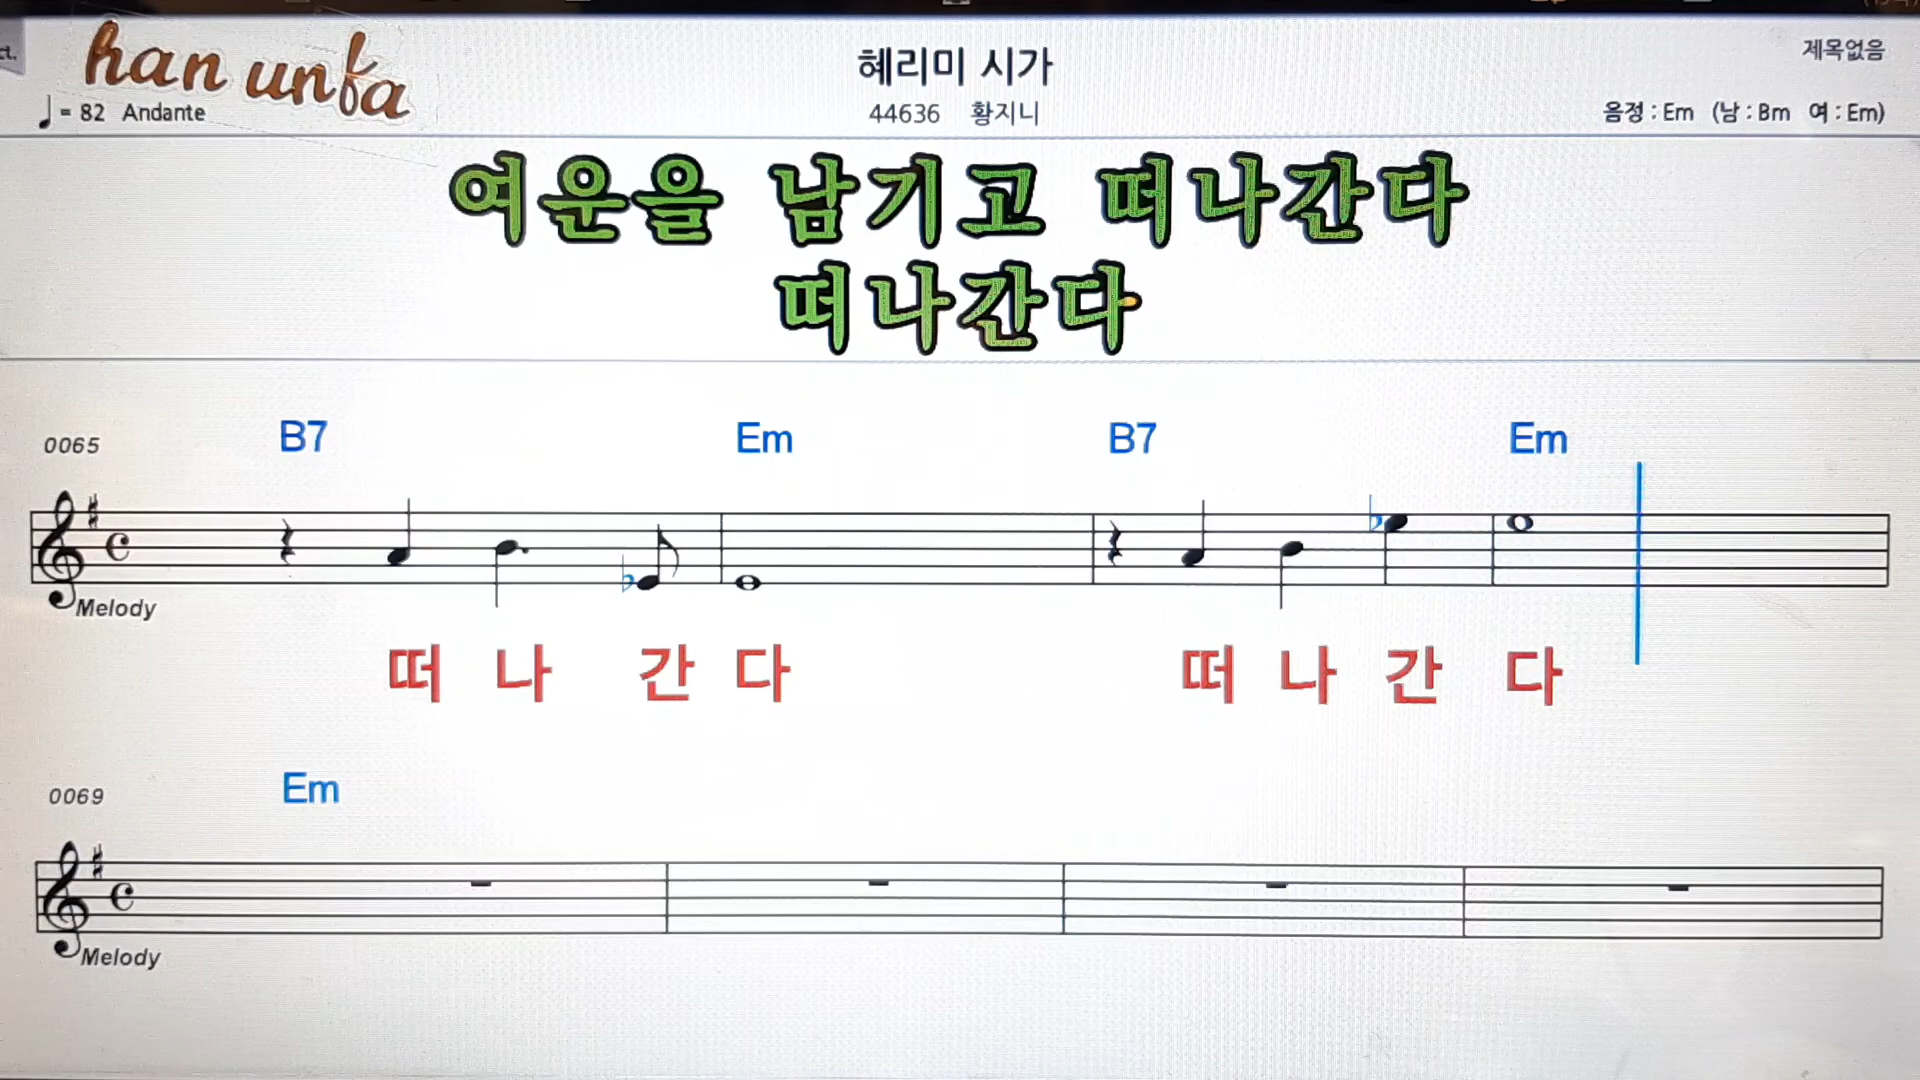 ct.
han unfa
혜리미 시가
제목없음
♩ = 82 Andante
44636 황지니
음정 : Em (남 : Bm 여 : Em)
여운을 남기고 떠나간다
떠나간다
0065 B7 Em B7 Em
Melody
떠 나 간 다 떠 나 간 다
0069 Em
Melody